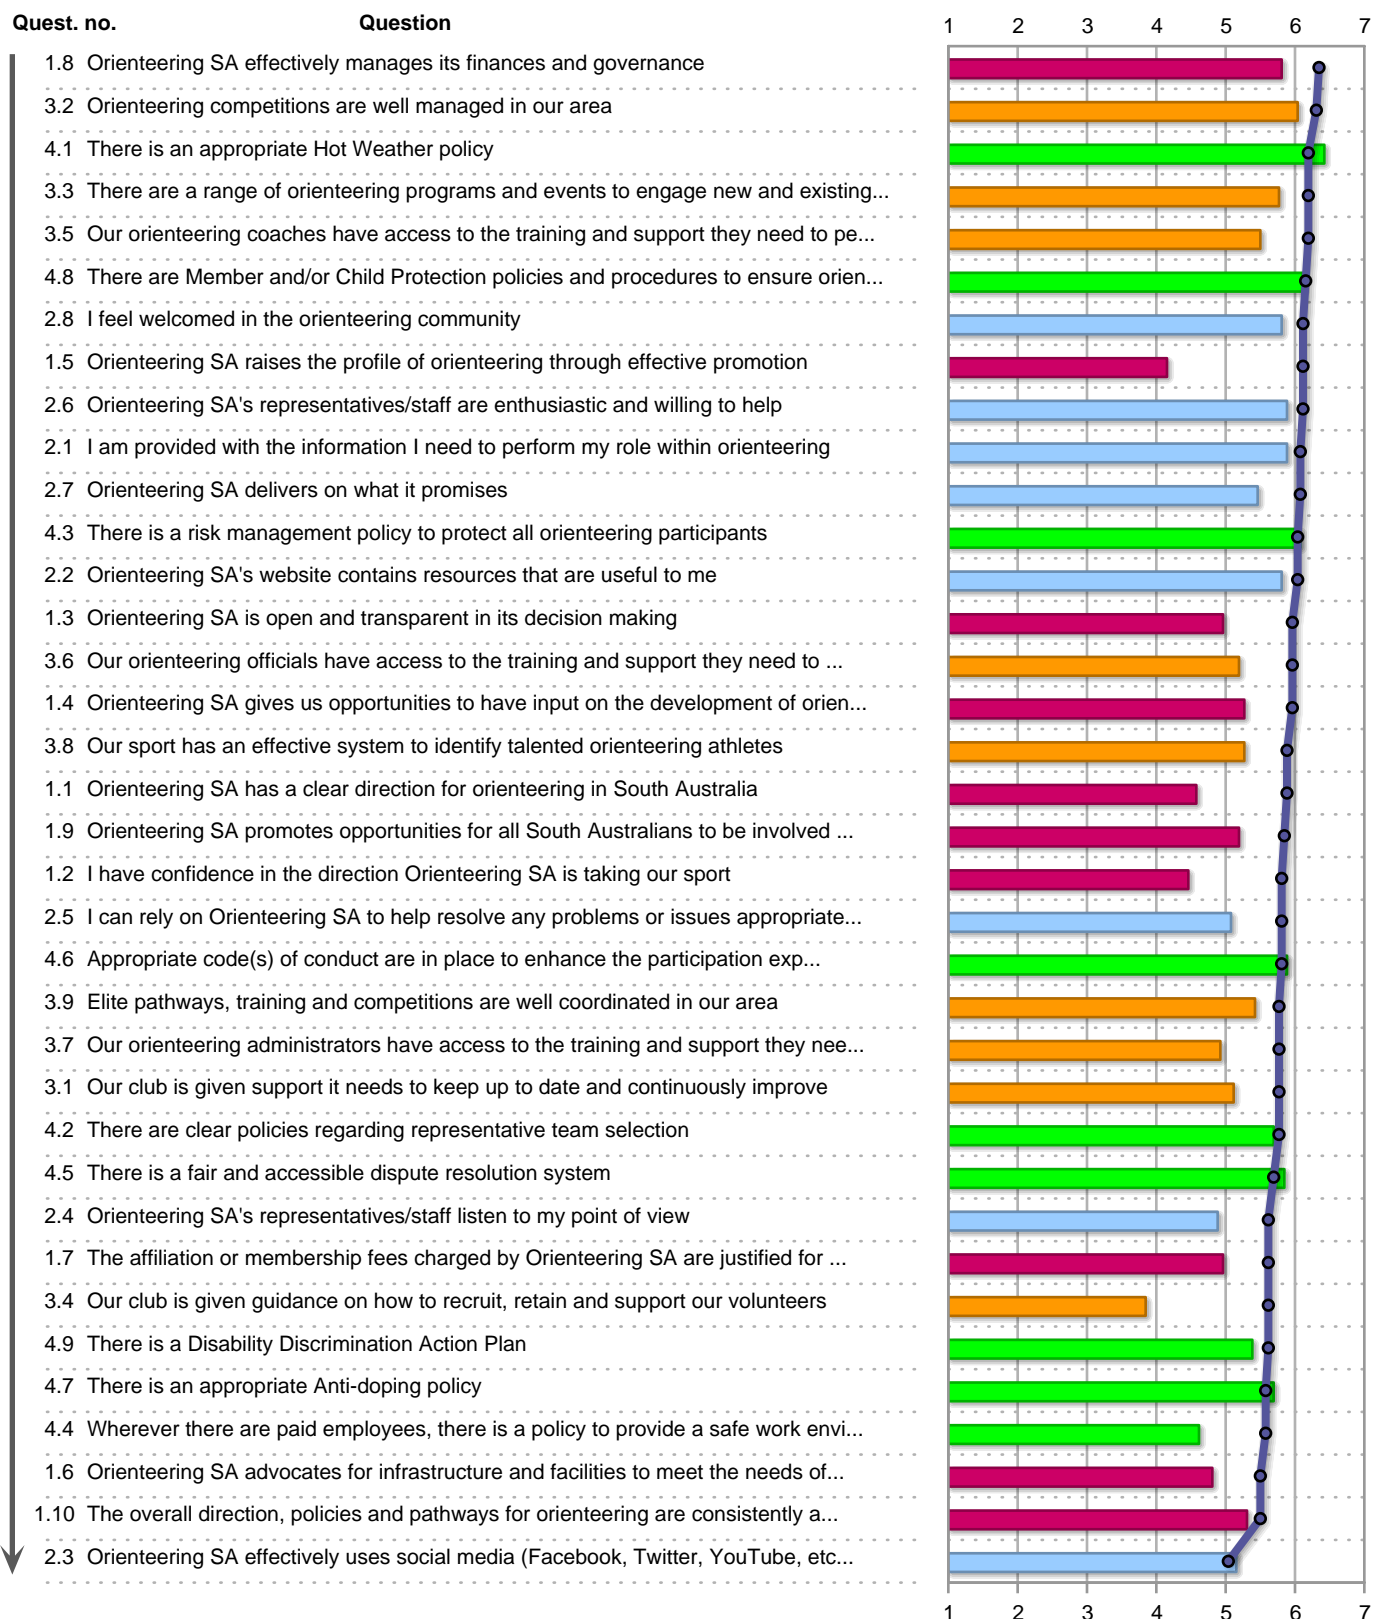 Quest. no. Question 1 2 3 4 5 6 7
1.8 Orienteering SA effectively manages its finances and governance
3.2 Orienteering competitions are well managed in our area
4.1 There is an appropriate Hot Weather policy
3.3 There are a range of orienteering programs and events to engage new and existing...
3.5 Our orienteering coaches have access to the training and support they need to pe...
4.8 There are Member and/or Child Protection policies and procedures to ensure orien...
2.8 I feel welcomed in the orienteering community
1.5 Orienteering SA raises the profile of orienteering through effective promotion
2.6 Orienteering SA's representatives/staff are enthusiastic and willing to help
2.1 I am provided with the information I need to perform my role within orienteering
2.7 Orienteering SA delivers on what it promises
4.3 There is a risk management policy to protect all orienteering participants
2.2 Orienteering SA's website contains resources that are useful to me
1.3 Orienteering SA is open and transparent in its decision making
3.6 Our orienteering officials have access to the training and support they need to ...
1.4 Orienteering SA gives us opportunities to have input on the development of orien...
3.8 Our sport has an effective system to identify talented orienteering athletes
1.1 Orienteering SA has a clear direction for orienteering in South Australia
1.9 Orienteering SA promotes opportunities for all South Australians to be involved ...
1.2 I have confidence in the direction Orienteering SA is taking our sport
2.5 I can rely on Orienteering SA to help resolve any problems or issues appropriate...
4.6 Appropriate code(s) of conduct are in place to enhance the participation exp...
3.9 Elite pathways, training and competitions are well coordinated in our area
3.7 Our orienteering administrators have access to the training and support they nee...
3.1 Our club is given support it needs to keep up to date and continuously improve
4.2 There are clear policies regarding representative team selection
4.5 There is a fair and accessible dispute resolution system
2.4 Orienteering SA's representatives/staff listen to my point of view
1.7 The affiliation or membership fees charged by Orienteering SA are justified for ...
3.4 Our club is given guidance on how to recruit, retain and support our volunteers
4.9 There is a Disability Discrimination Action Plan
4.7 There is an appropriate Anti-doping policy
4.4 Wherever there are paid employees, there is a policy to provide a safe work envi...
1.6 Orienteering SA advocates for infrastructure and facilities to meet the needs of...
1.10 The overall direction, policies and pathways for orienteering are consistently a...
2.3 Orienteering SA effectively uses social media (Facebook, Twitter, YouTube, etc...
1 2 3 4 5 6 7